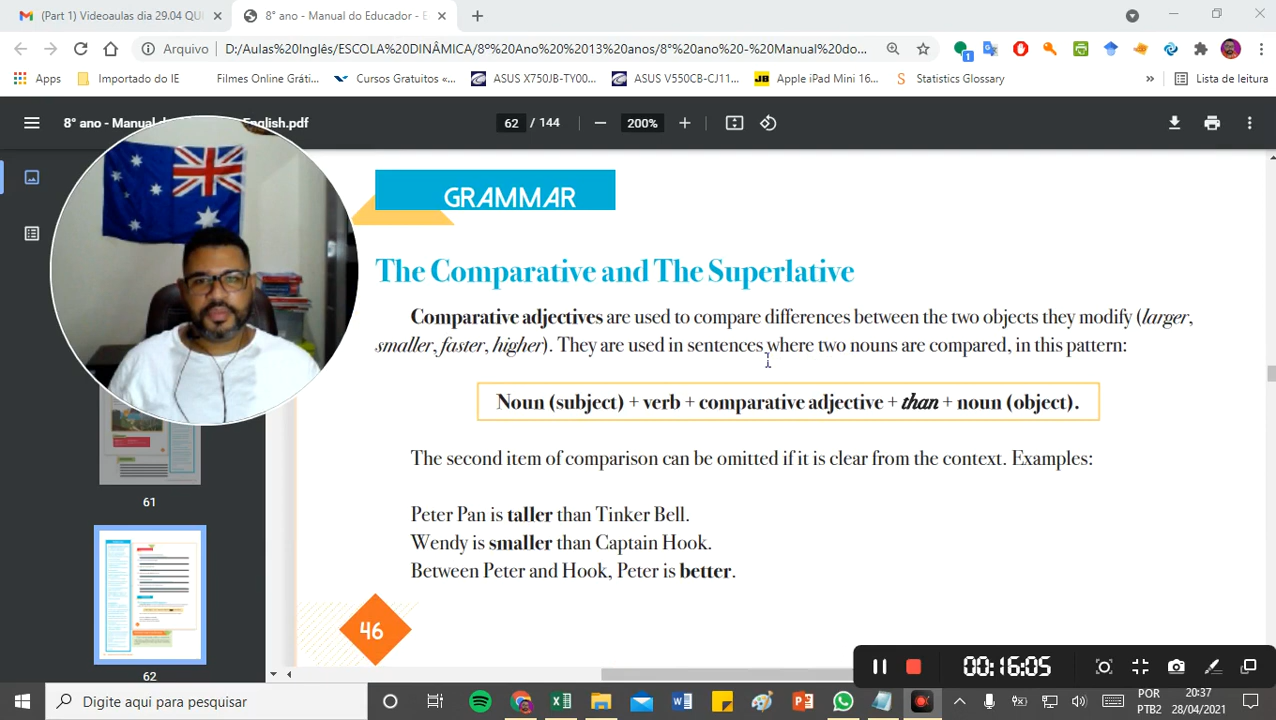 (Part 1) Videoaulas dia 29.04 QUI
8° ano - Manual do Educador - E
Arquivo
D:/Aulas%20Inglês/ESCOLA%20DINÂMICA/8º%20Ano%20%2013%20anos/8°%20ano%20-%20Manual%20do...
Apps
Importado do IE
Filmes Online Gráti...
Cursos Gratuitos «...
ASUS X750JB-TY00...
ASUS V550CB-CJ11...
Apple iPad Mini 16...
Statistics Glossary
»
Lista de leitura
8° ano - Manual
English.pdf
62 / 144
200%
GRAMMAR
The Comparative and The Superlative
Comparative adjectives are used to compare differences between the two objects they modify (larger,
smaller, faster, higher). They are used in sentences where two nouns are compared, in this pattern:
Noun (subject) + verb + comparative adjective + than + noun (object).
The second item of comparison can be omitted if it is clear from the context. Examples:
Peter Pan is taller than Tinker Bell.
Wendy is smaller than Captain Hook.
Between Peter and Hook, Peter is better.
46
61
62
00:16:05
Digite aqui para pesquisar
POR
PTB2
20:37
28/04/2021